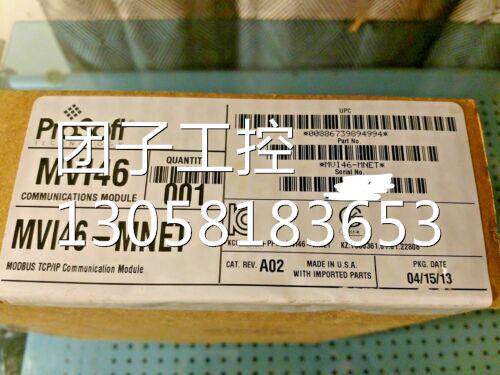 ProSoft
UPC
*00886739894994*
Part No.
*MVI46-MNET*
Serial No.
团子工控
MVI46
COMMUNICATIONS MODULE
QUANTITY
001
13058183653
MVI46-MNET
MODBUS TCP/IP Communication Module
CAT. REV. A02
MADE IN U.S.A.
WITH IMPORTED PARTS
PKG. DATE
04/15/13